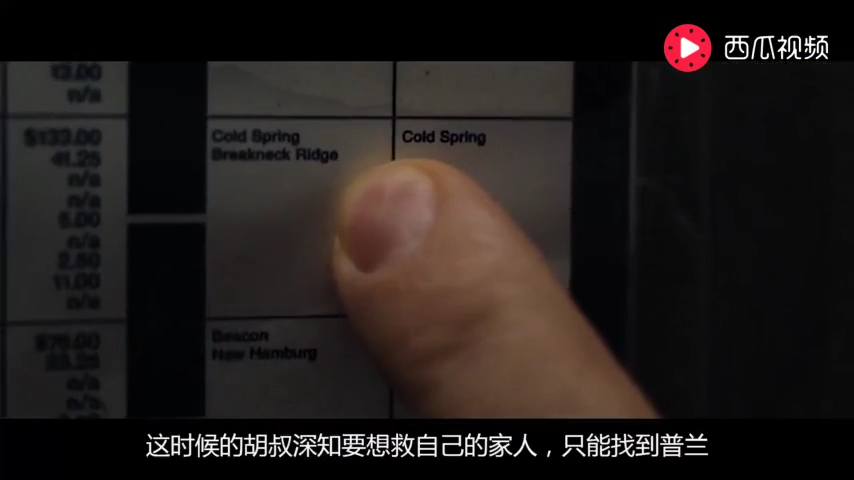 西瓜视频
13.00
n/a
$133.00
41.25
n/a
n/a
5.00
n/a
2.50
11.00
n/a
Cold Spring
Breakneck Ridge
Cold Spring
$76.00
n/a
n/a
Beacon
New Hamburg
这时候的胡叔深知要想救自己的家人，只能找到普兰